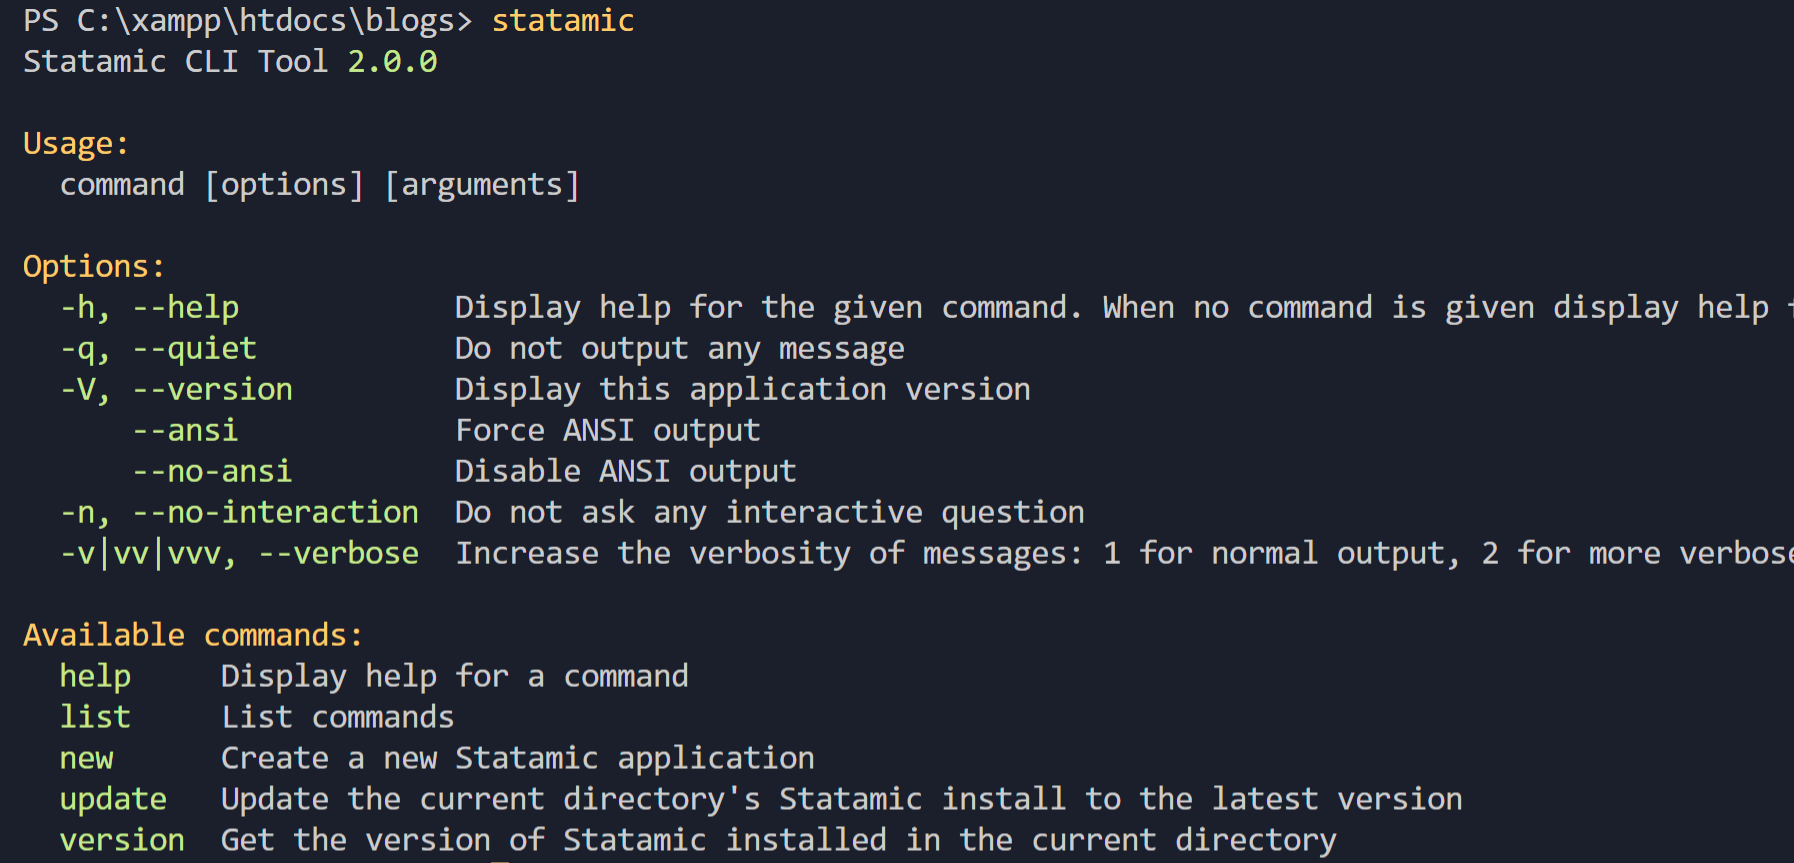 PS C:\xampp\htdocs\blogs> statamic
Statamic CLI Tool 2.0.0
Usage:
command [options] [arguments]
Options:
-h, --help Display help for the given command. When no command is given display help
-q, --quiet Do not output any message
-V, --version Display this application version
--ansi Force ANSI output
--no-ansi Disable ANSI output
-n, --no-interaction Do not ask any interactive question
-v|vv|vvv, --verbose Increase the verbosity of messages: 1 for normal output, 2 for more verbose
Available commands:
help Display help for a command
list List commands
new Create a new Statamic application
update Update the current directory's Statamic install to the latest version
version Get the version of Statamic installed in the current directory